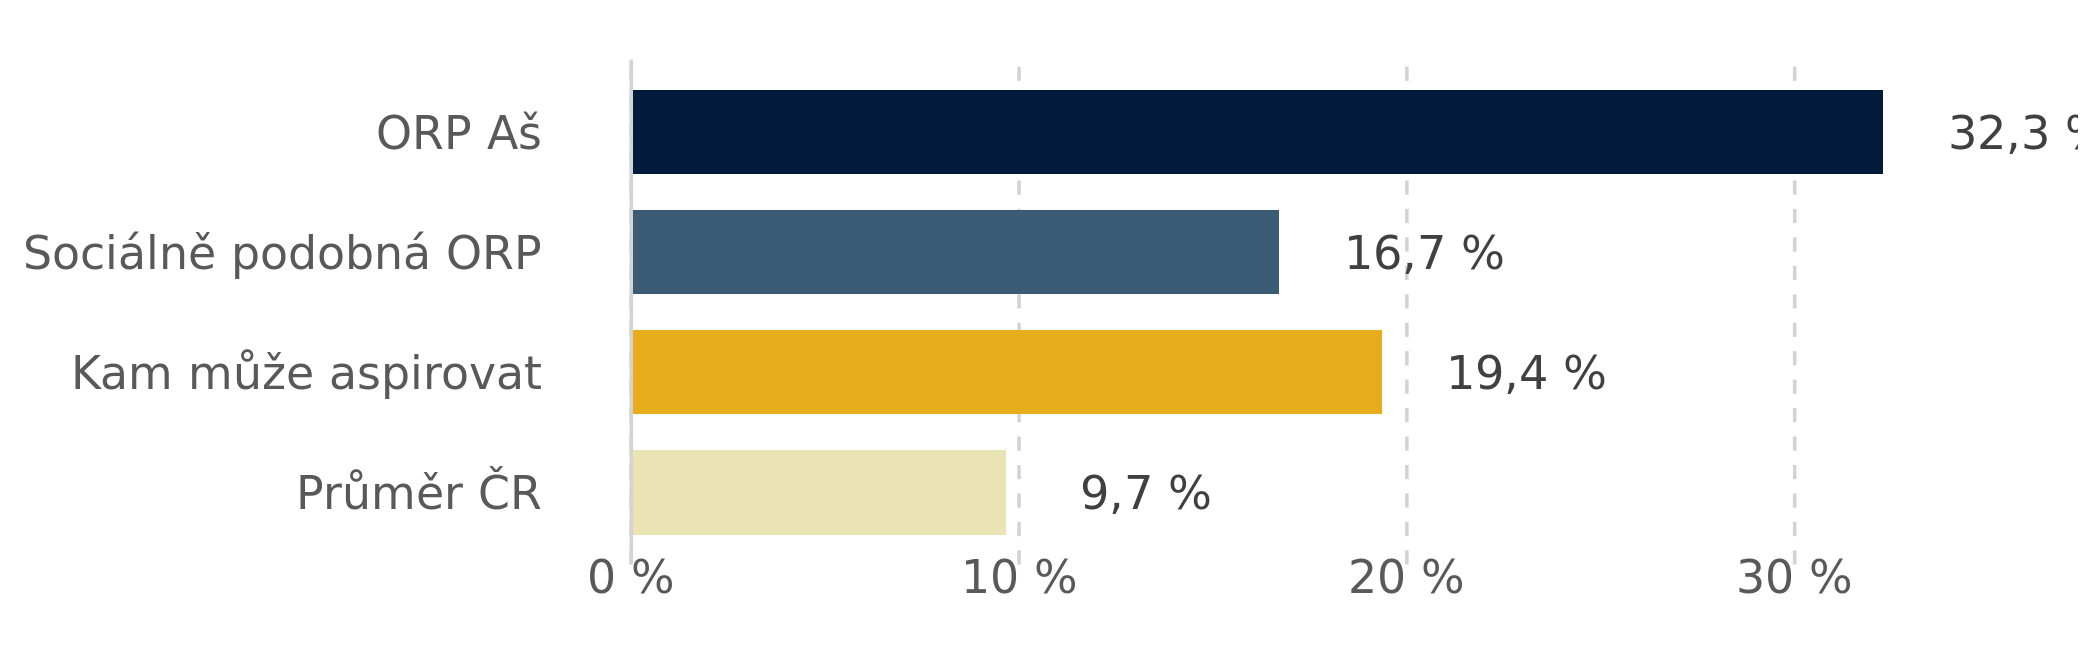 ORP Aš 32,3 %
Sociálně podobná ORP 16,7 %
Kam může aspirovat 19,4 %
Průměr ČR 9,7 %
0 % 10 % 20 % 30 %